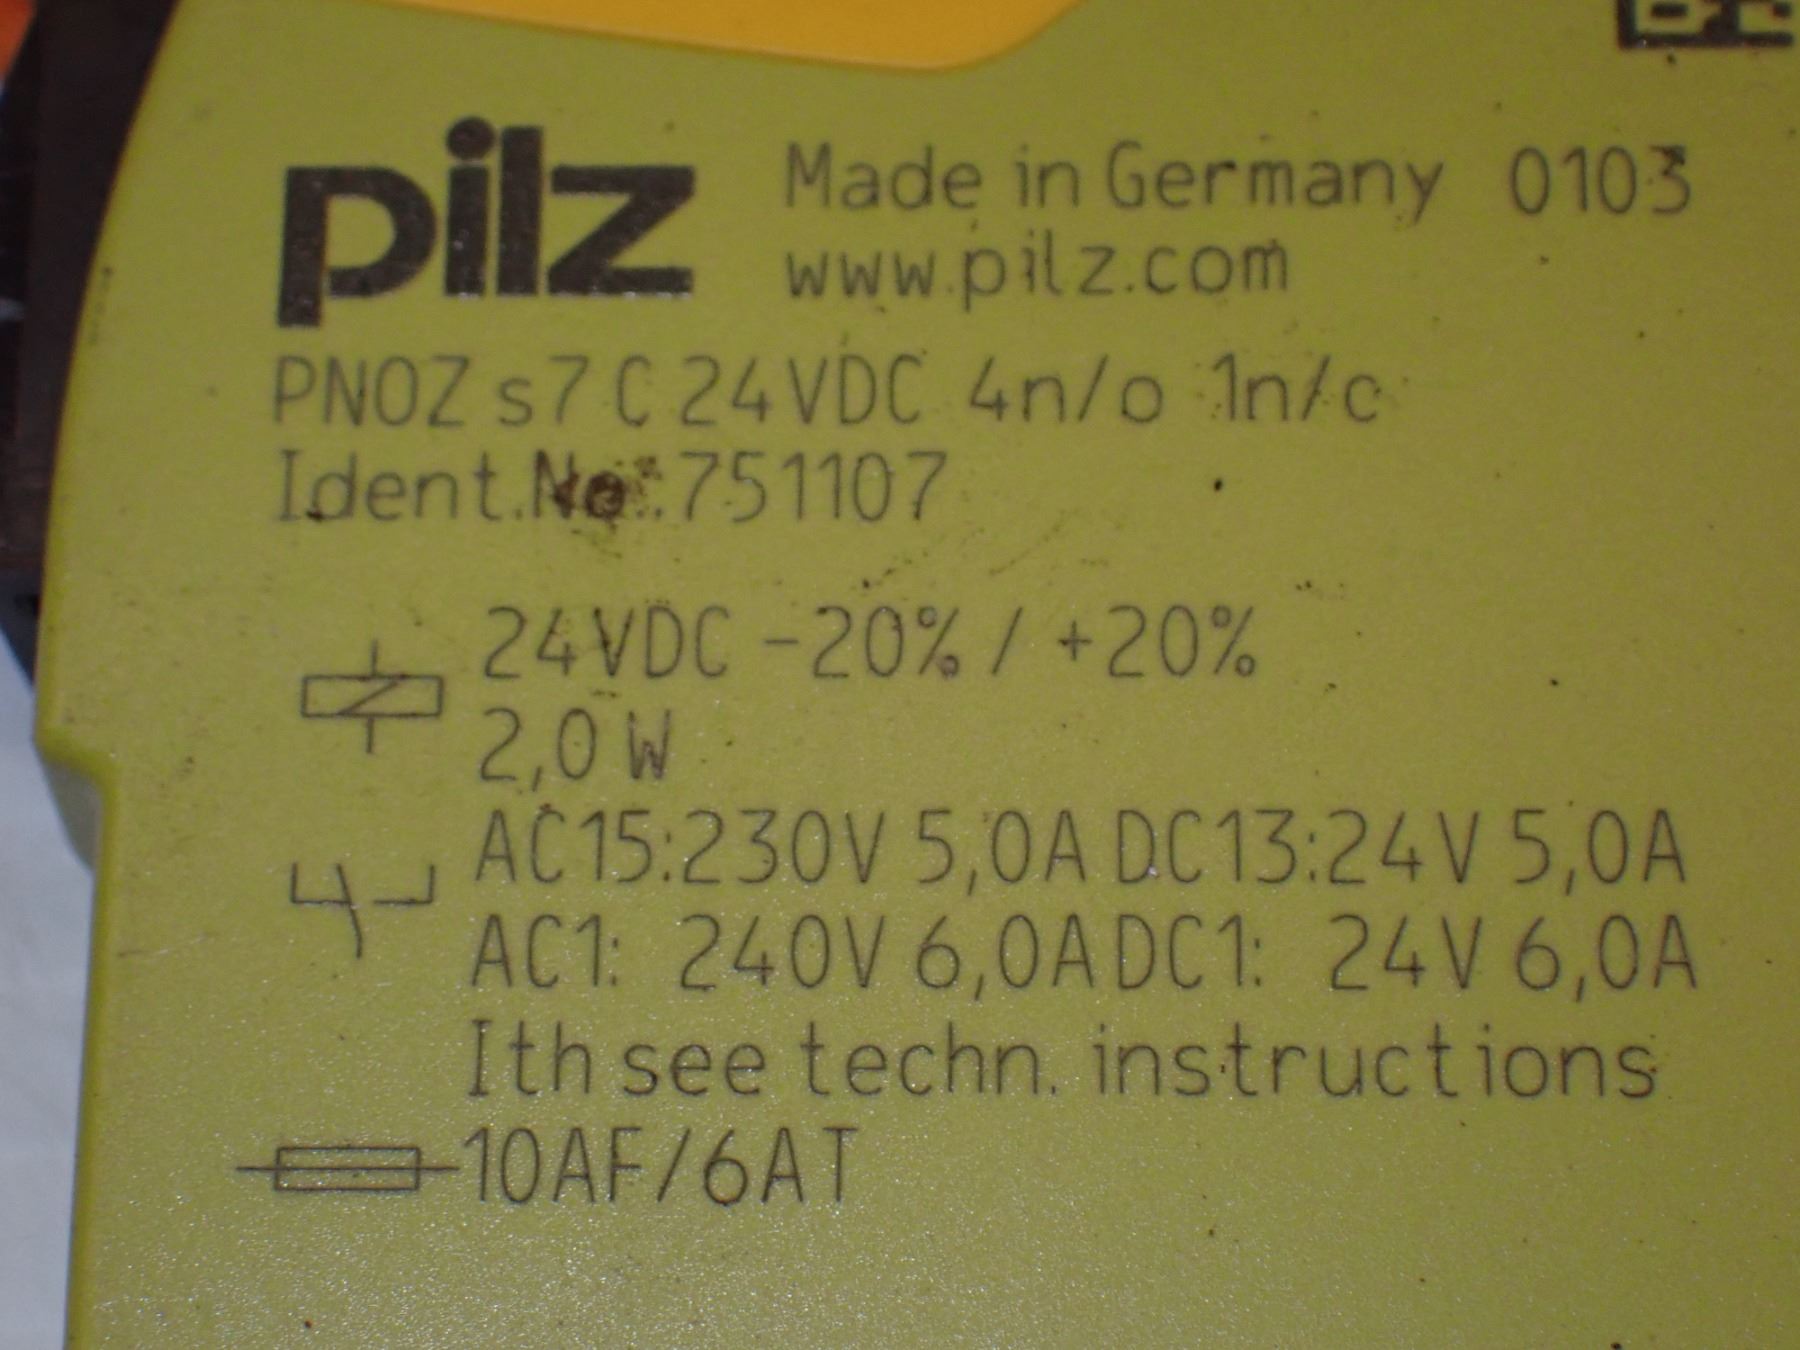 pilz Made in Germany 0103
www.pilz.com
PNOZ s7 C 24VDC 4n/o 1n/c
Ident.No.:751107
24VDC -20% / +20%
2,0 W
AC15:230V 5,0A DC13:24V 5,0A
AC1: 240V 6,0A DC1: 24V 6,0A
Ith see techn. instructions
10AF/6AT